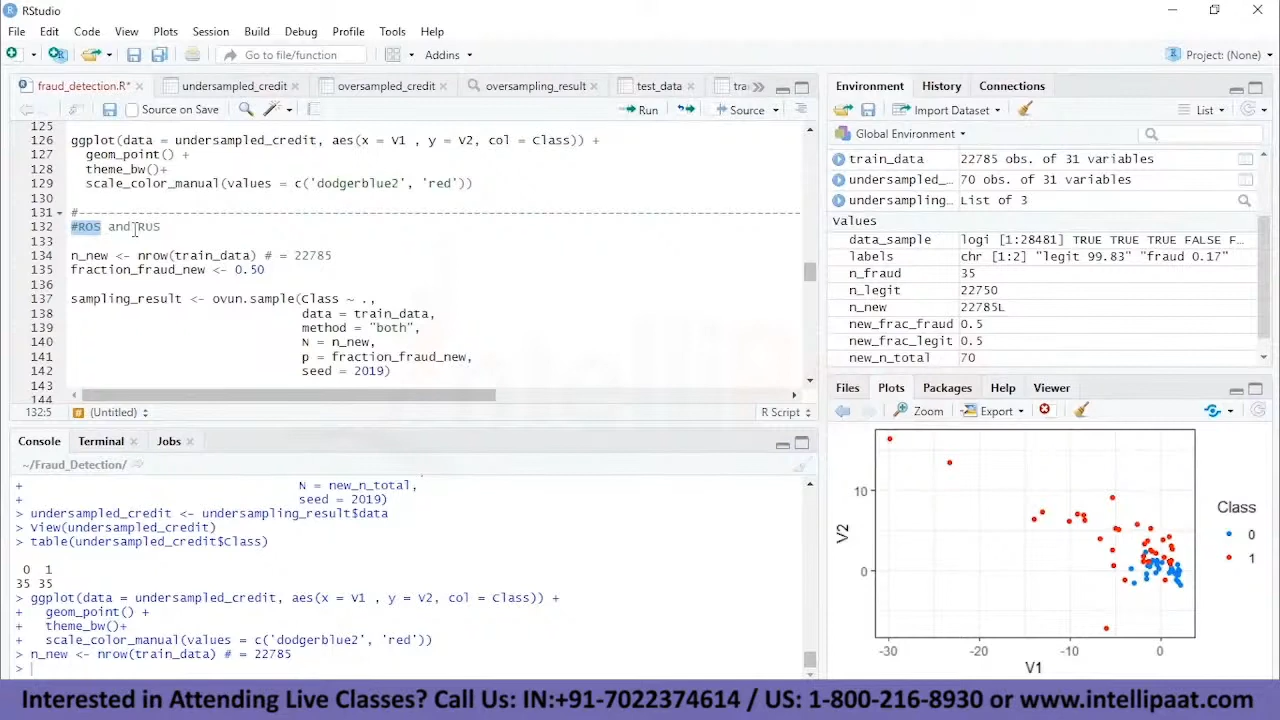 RStudio
File Edit Code View Plots Session Build Debug Profile Tools Help
Go to file/function Addins Project: (None)
fraud_detection.R* undersampled_credit oversampled_credit oversampling_result test_data tra
Source on Save Run Source
125
126 ggplot(data = undersampled_credit, aes(x = V1 , y = V2, col = Class)) +
127 geom_point() +
128 theme_bw()+
129 scale_color_manual(values = c('dodgerblue2', 'red'))
130
131 #----------------------------------------------------------------
132 #ROS and RUS
133
134 n_new <- nrow(train_data) # = 22785
135 fraction_fraud_new <- 0.50
136
137 sampling_result <- ovun.sample(Class ~ .,
138 data = train_data,
139 method = "both",
140 N = n_new,
141 p = fraction_fraud_new,
142 seed = 2019)
143
144
132:5 # (Untitled) R Script
Console Terminal Jobs
~/Fraud_Detection/
+ N = new_n_total,
+ seed = 2019)
> undersampled_credit <- undersampling_result$data
> View(undersampled_credit)
> table(undersampled_credit$Class)
0 1
35 35
> ggplot(data = undersampled_credit, aes(x = V1 , y = V2, col = Class)) +
+ geom_point() +
+ theme_bw()+
+ scale_color_manual(values = c('dodgerblue2', 'red'))
> n_new <- nrow(train_data) # = 22785
>
Environment History Connections
Import Dataset List
Global Environment
train_data 22785 obs. of 31 variables
undersampled_… 70 obs. of 31 variables
undersampling… List of 3
Values
data_sample logi [1:28481] TRUE TRUE TRUE FALSE F…
labels chr [1:2] "legit 99.83" "fraud 0.17"
n_fraud 35
n_legit 22750
n_new 22785L
new_frac_fraud 0.5
new_frac_legit 0.5
new_n_total 70
Files Plots Packages Help Viewer
Zoom Export
10
0
V2
-30 -20 -10 0
V1
Class
0
1
Interested in Attending Live Classes? Call Us: IN:+91-7022374614 / US: 1-800-216-8930 or www.intellipaat.com